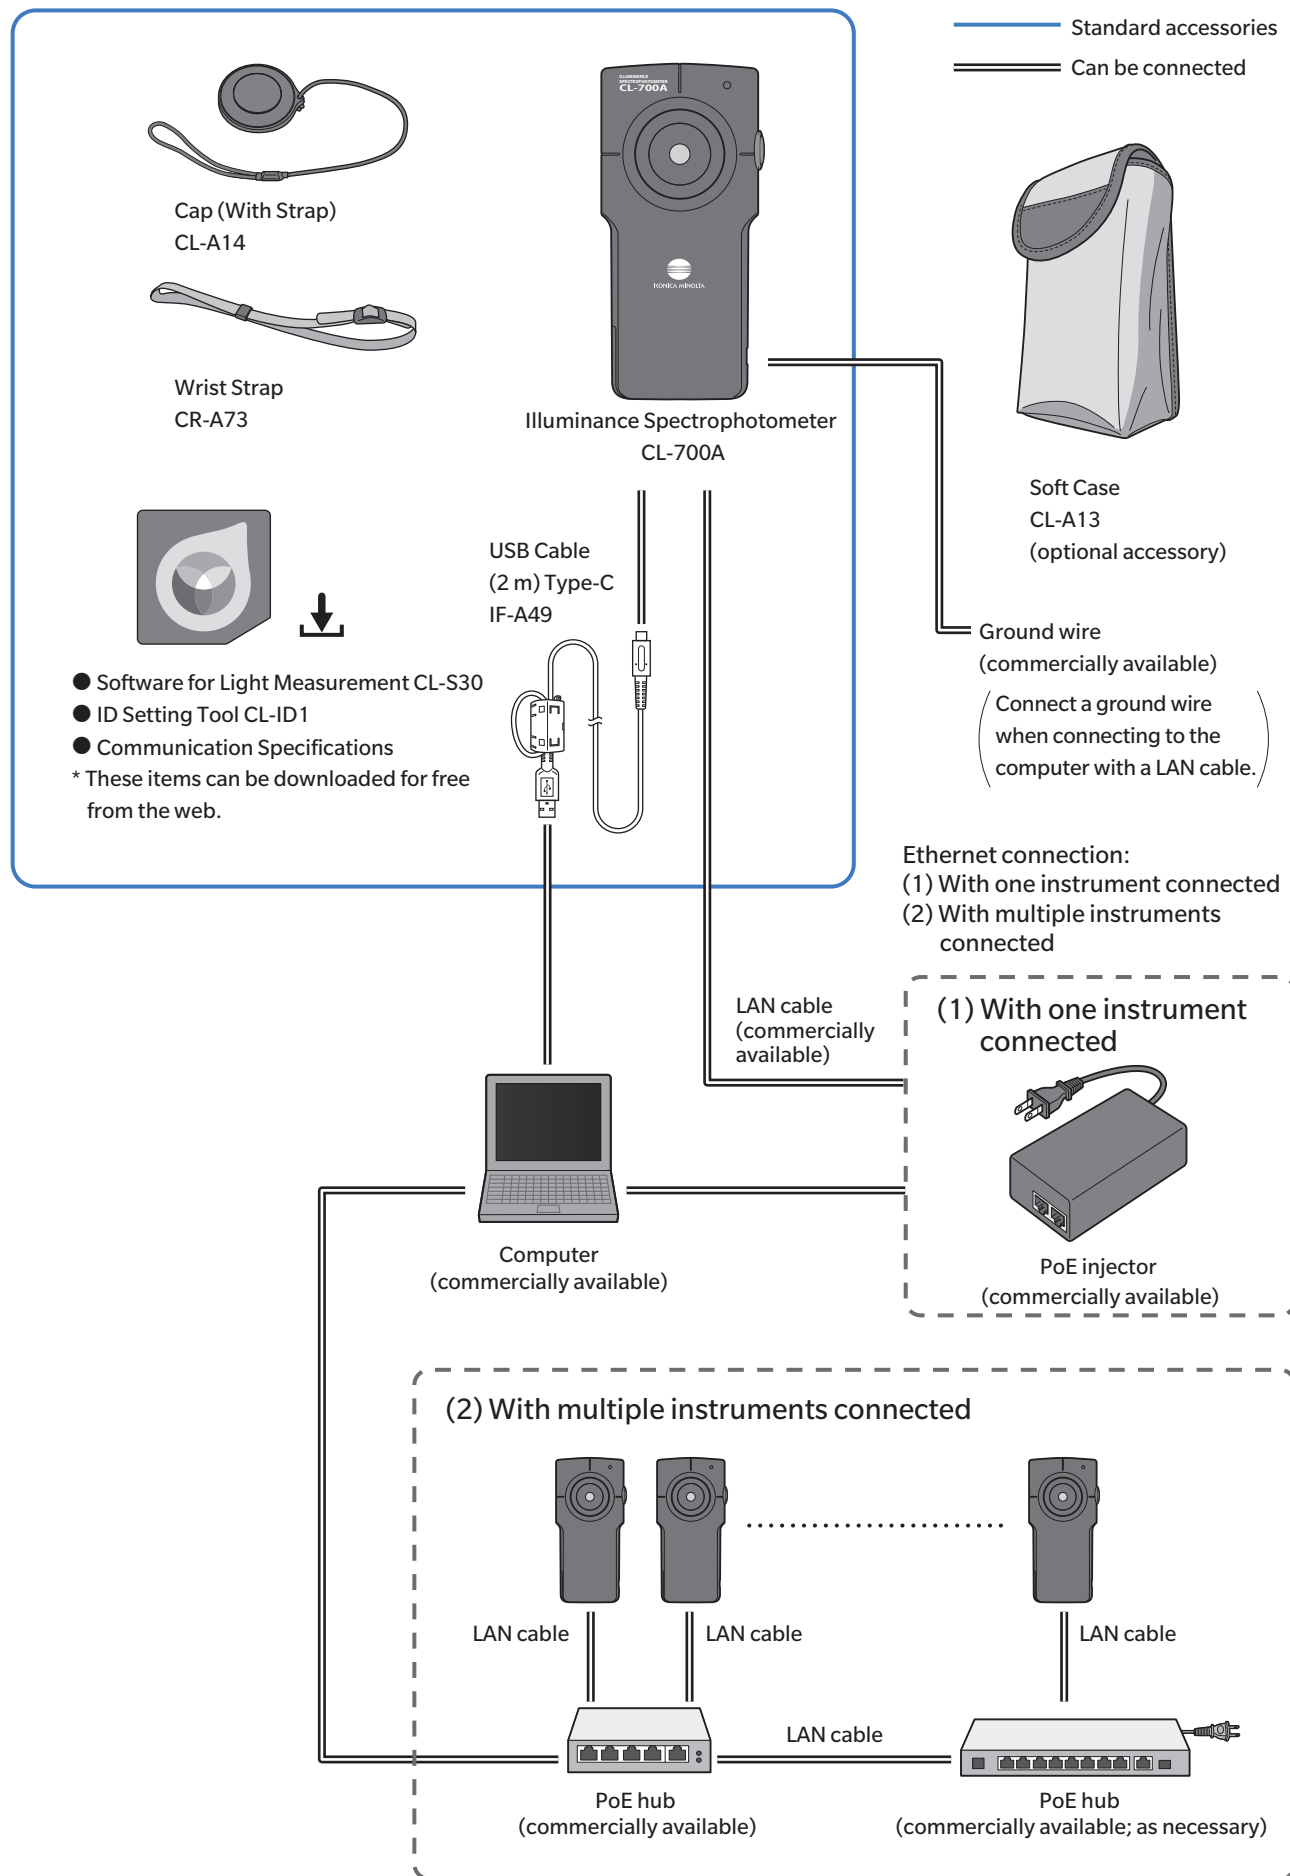 Standard accessories
Can be connected
ILLUMINANCE
SPECTROPHOTOMETER
CL-700A
KONICA MINOLTA
Cap (With Strap)
CL-A14
Wrist Strap
CR-A73
Illuminance Spectrophotometer
CL-700A
Soft Case
CL-A13
(optional accessory)
USB Cable
(2 m) Type-C
IF-A49
● Software for Light Measurement CL-S30
● ID Setting Tool CL-ID1
● Communication Specifications
* These items can be downloaded for free
from the web.
Ground wire
(commercially available)
(Connect a ground wire
when connecting to the
computer with a LAN cable.)
Ethernet connection:
(1) With one instrument connected
(2) With multiple instruments
connected
LAN cable
(commercially
available)
(1) With one instrument
connected
PoE injector
(commercially available)
Computer
(commercially available)
(2) With multiple instruments connected
LAN cable
LAN cable
LAN cable
LAN cable
PoE hub
(commercially available)
PoE hub
(commercially available; as necessary)